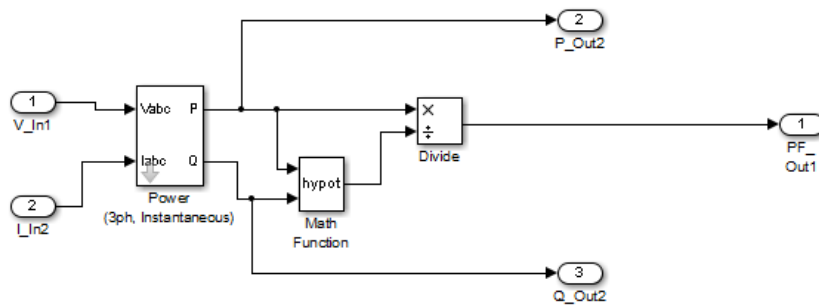 2
P_Out2
1
V_In1
Vabc
P
Iabc
Q
Power
(3ph, Instantaneous)
2
I_In2
hypot
Math
Function
×
÷
Divide
1
PF_
Out1
3
Q_Out2